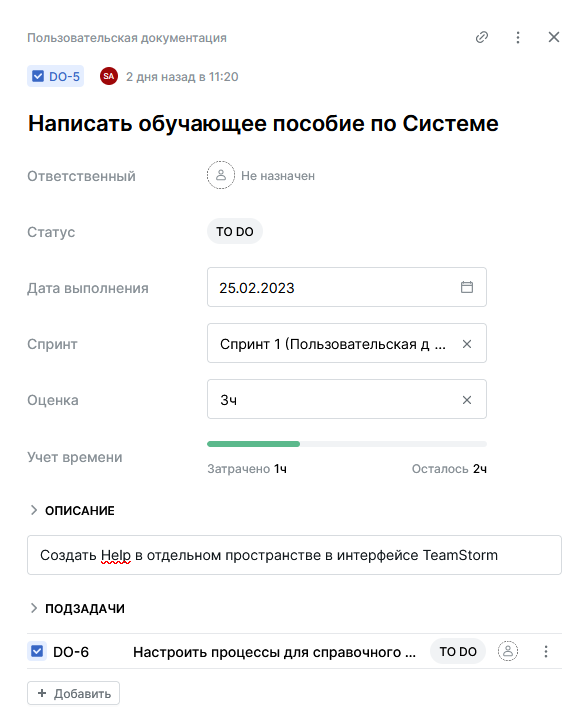 Пользовательская документация
DO-5 SA 2 дня назад в 11:20
Написать обучающее пособие по Системе
Ответственный Не назначен
Статус TO DO
Дата выполнения 25.02.2023
Спринт Спринт 1 (Пользовательская д ...
Оценка 3ч
Учет времени
Затрачено 1ч Осталось 2ч
ОПИСАНИЕ
Создать Help в отдельном пространстве в интерфейсе TeamStorm
ПОДЗАДАЧИ
DO-6 Настроить процессы для справочного ... TO DO
+ Добавить